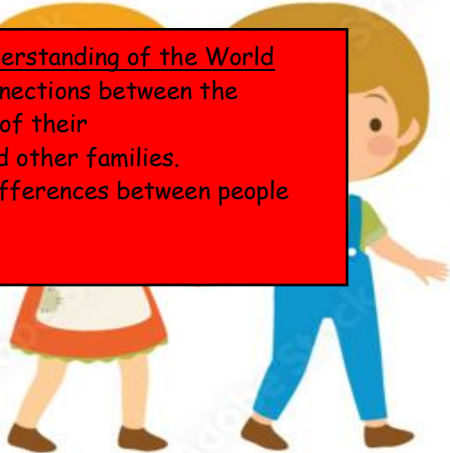 erstanding of the World
nections between the
of their
d other families.
fferences between people